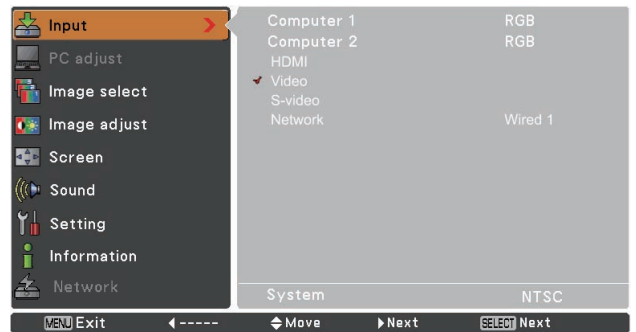 Input
PC adjust
Image select
Image adjust
Screen
Sound
Setting
Information
Network
Computer 1 RGB
Computer 2 RGB
HDMI
Video
S-video
Network Wired 1
System NTSC
MENU Exit ----- Move Next SELECT Next